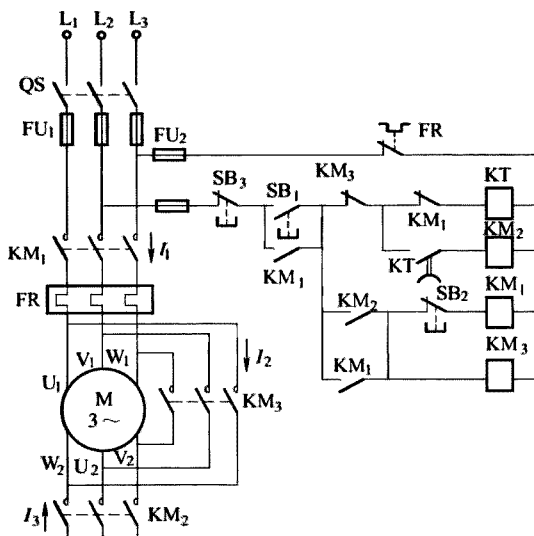 L₁ L₂ L₃
QS
FU₁
FU₂
FR
SB₃
SB₁
KM₃
KT
KM₁
KM₂
KM₁
I₁
KM₁
KT
FR
SB₂
KM₁
KM₂
I₂
V₁
W₁
KM₁
KM₃
U₁
M
3～
KM₃
W₂
U₂
V₂
I₃
KM₂